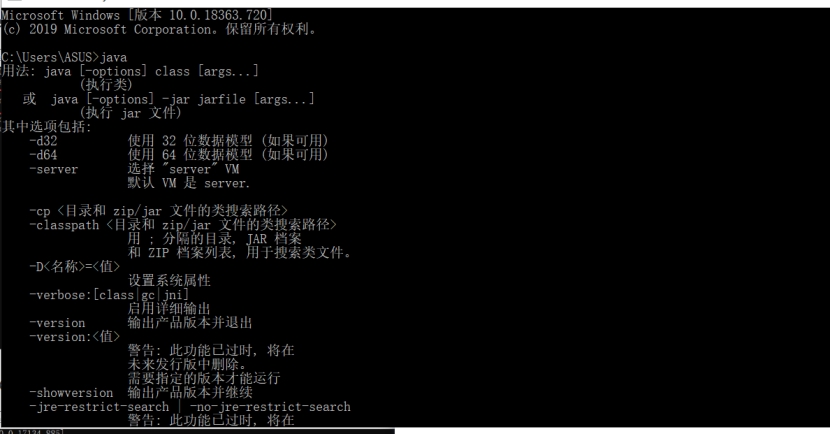 Microsoft Windows [版本 10.0.18363.720]
(c) 2019 Microsoft Corporation。保留所有权利。
C:\Users\ASUS>java
用法: java [-options] class [args...]
(执行类)
或  java [-options] -jar jarfile [args...]
(执行 jar 文件)
其中选项包括:
-d32 使用 32 位数据模型 (如果可用)
-d64 使用 64 位数据模型 (如果可用)
-server 选择 "server" VM
默认 VM 是 server.
-cp <目录和 zip/jar 文件的类搜索路径>
-classpath <目录和 zip/jar 文件的类搜索路径>
用 ; 分隔的目录, JAR 档案
和 ZIP 档案列表, 用于搜索类文件。
-D<名称>=<值>
设置系统属性
-verbose:[class|gc|jni]
启用详细输出
-version 输出产品版本并退出
-version:<值>
警告: 此功能已过时, 将在
未来发行版中删除。
需要指定的版本才能运行
-showversion 输出产品版本并继续
-jre-restrict-search | -no-jre-restrict-search
警告: 此功能已过时, 将在